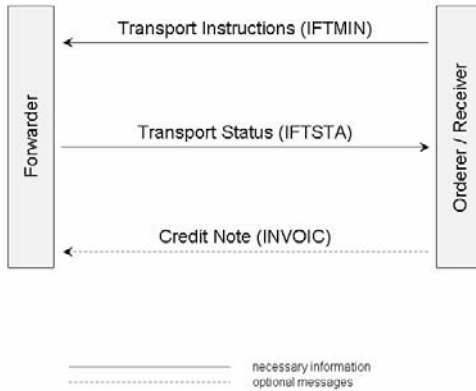 Transport Instructions (IFTMIN)
Forwarder
Orderer / Receiver
Transport Status (IFTSTA)
Credit Note (INVOIC)
necessary information
optional messages